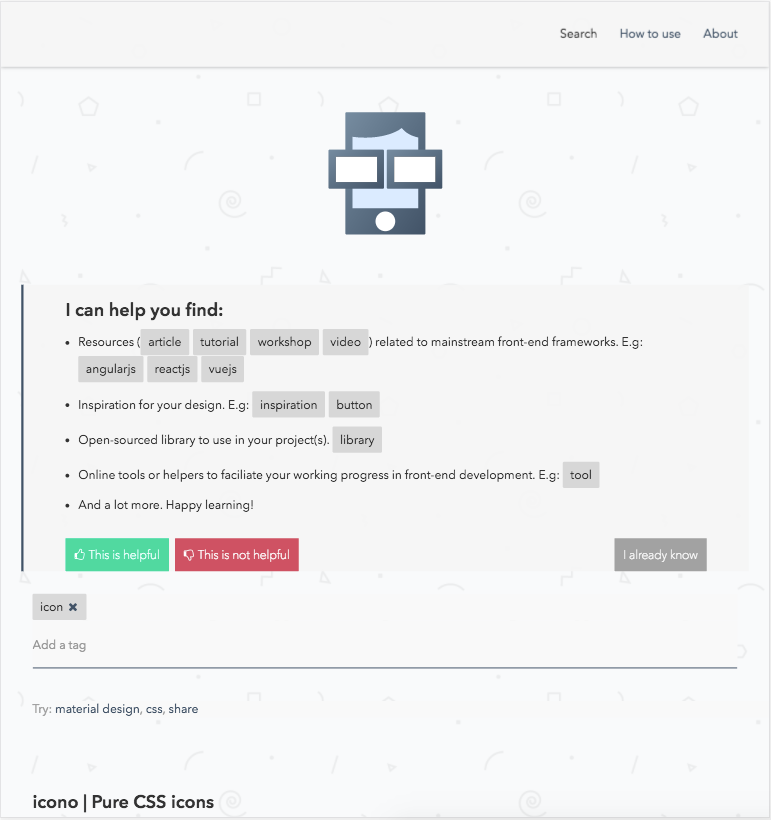 Search How to use About
I can help you find:
• Resources ( article tutorial workshop video ) related to mainstream front-end frameworks. E.g:
angularjs reactjs vuejs
• Inspiration for your design. E.g: inspiration button
• Open-sourced library to use in your project(s). library
• Online tools or helpers to faciliate your working progress in front-end development. E.g: tool
• And a lot more. Happy learning!
This is helpful This is not helpful I already know
icon ✖
Add a tag
Try: material design, css, share
icono | Pure CSS icons